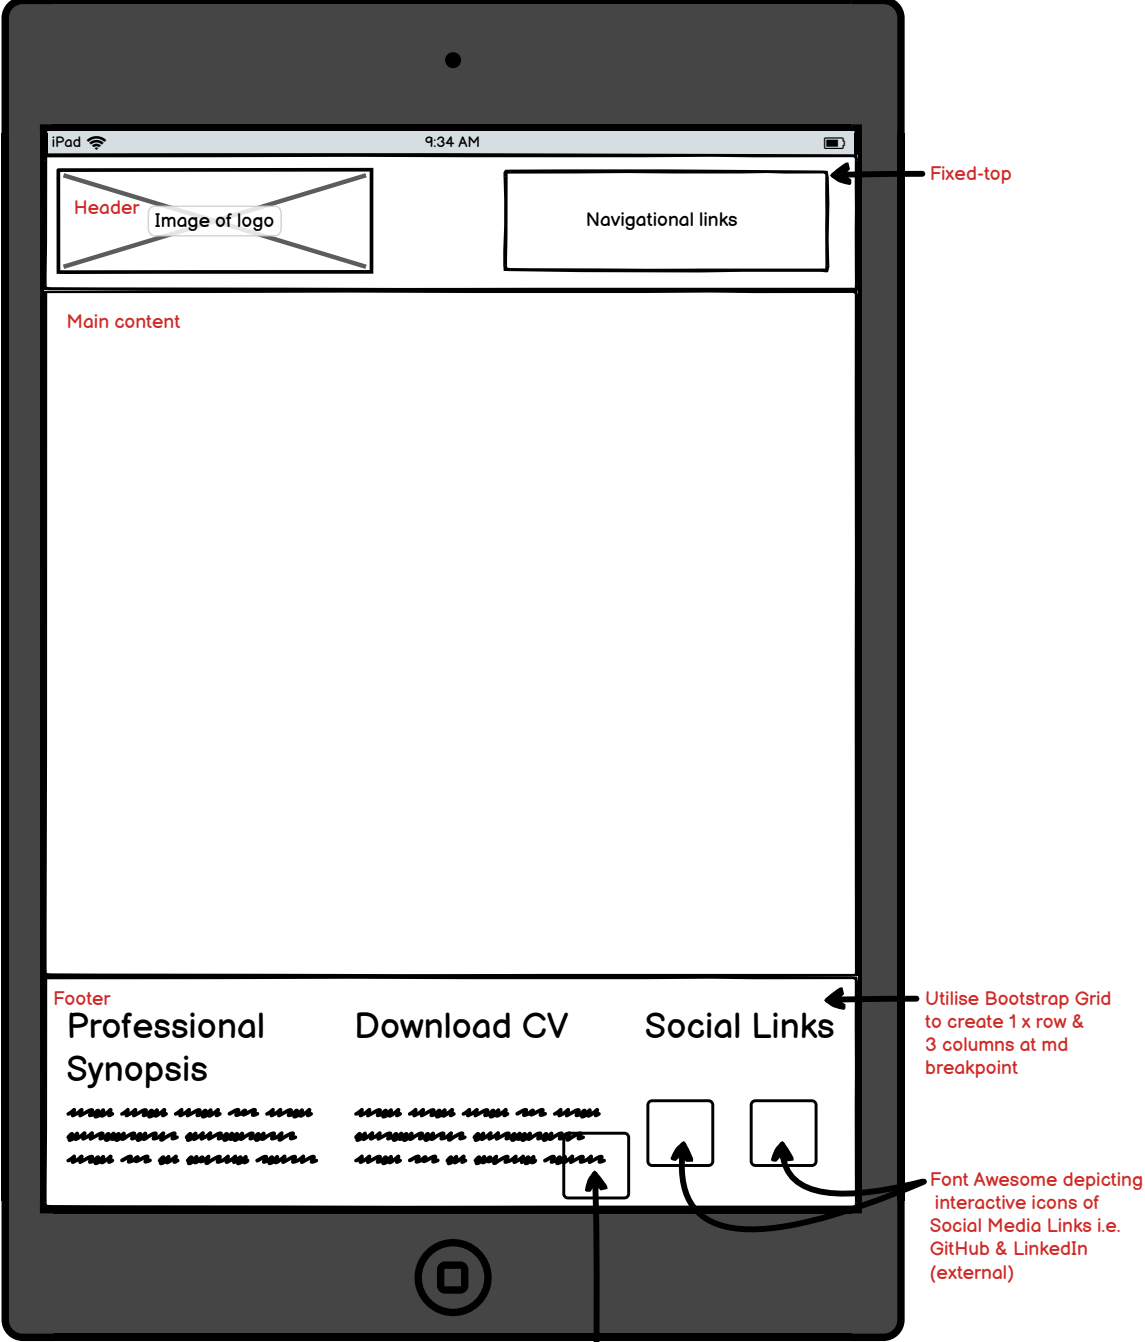 iPad
9:34 AM
Fixed-top
Header
Image of logo
Navigational links
Main content
Footer
Professional
Synopsis
Download CV
Social Links
Utilise Bootstrap Grid
to create 1 x row &
3 columns at md
breakpoint
Font Awesome depicting
interactive icons of
Social Media Links i.e.
GitHub & LinkedIn
(external)